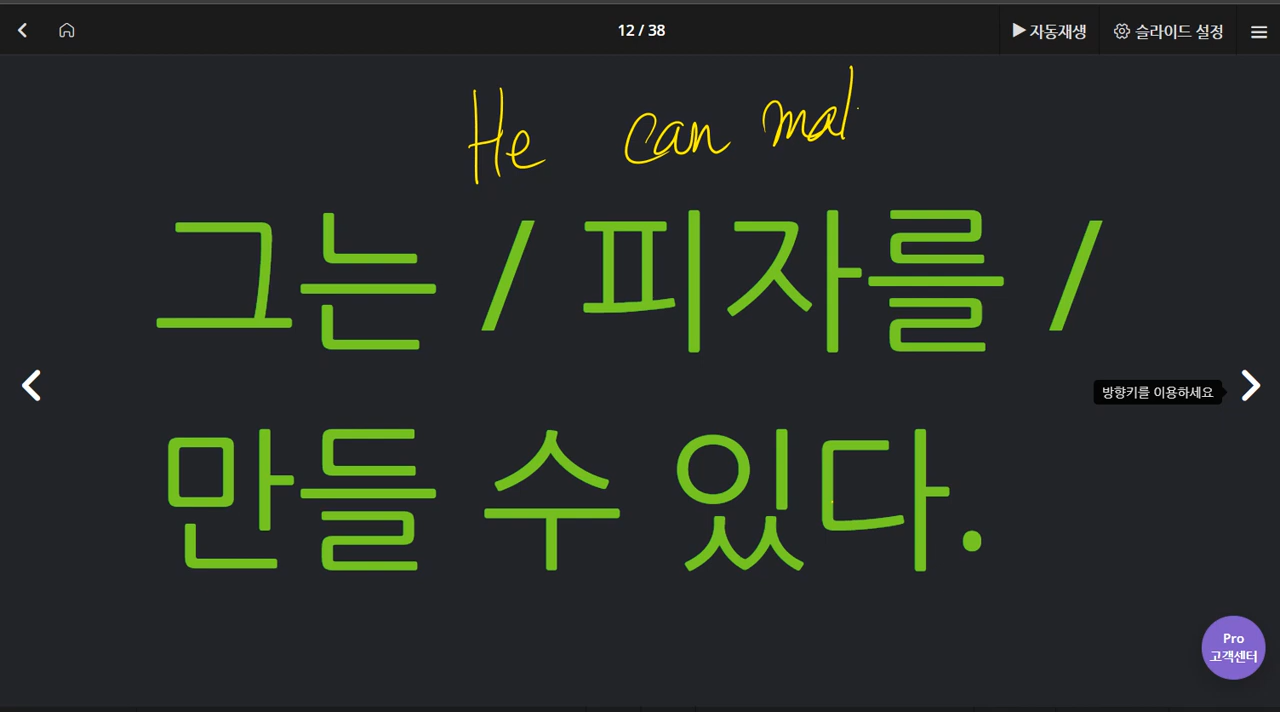 12 / 38
▶ 자동재생
슬라이드 설정
He can mal
그는 / 피자를 /
만들 수 있다.
방향키를 이용하세요
Pro
고객센터